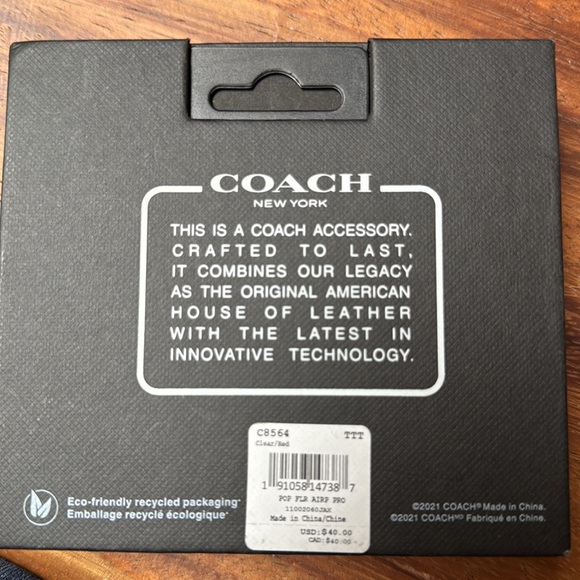 COACH
NEW YORK
THIS IS A COACH ACCESSORY.
CRAFTED TO LAST,
IT COMBINES OUR LEGACY
AS THE ORIGINAL AMERICAN
HOUSE OF LEATHER
WITH THE LATEST IN
INNOVATIVE TECHNOLOGY.
C8564 TTT
Clear/Red
1 91058 14738 7
POP FLR AIRP PRO
11002060JAX
Made in China/Chine
USD:$40.00
CAD:$40.00
Eco-friendly recycled packaging
Emballage recyclé écologique
©2021 COACH® Made in China.
©2021 COACHMD Fabriqué en Chine.